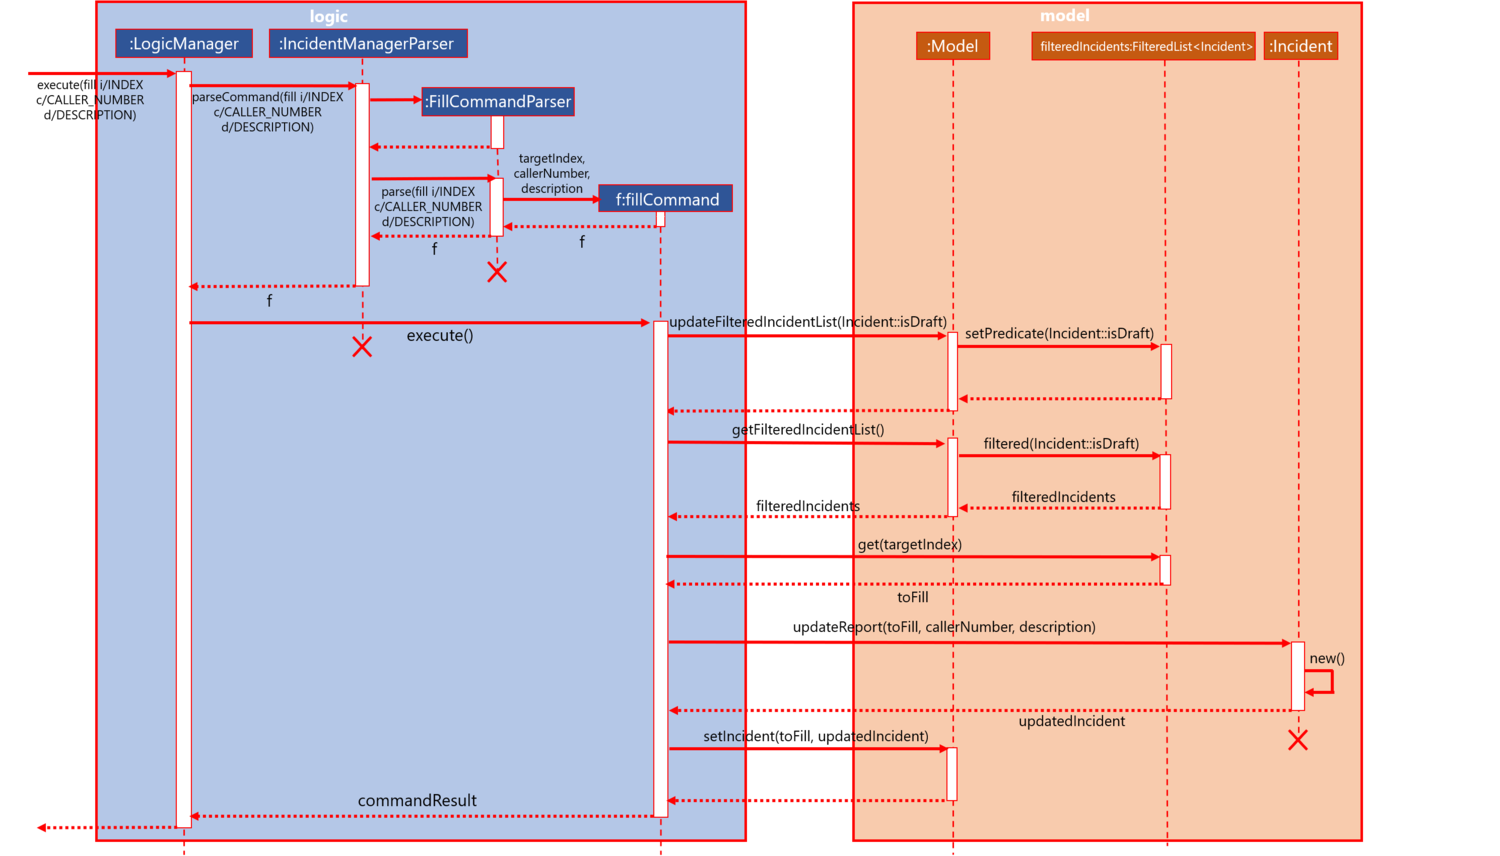 logic
model
:LogicManager
:IncidentManagerParser
:Model
filteredIncidents:FilteredList<Incident>
:Incident
execute(fill i/INDEX
c/CALLER_NUMBER
d/DESCRIPTION)
parseCommand(fill i/INDEX
c/CALLER_NUMBER
d/DESCRIPTION)
:FillCommandParser
targetIndex,
callerNumber,
description
parse(fill i/INDEX
c/CALLER_NUMBER
d/DESCRIPTION)
f:fillCommand
f
f
f
execute()
updateFilteredIncidentList(Incident::isDraft)
setPredicate(Incident::isDraft)
getFilteredIncidentList()
filtered(Incident::isDraft)
filteredIncidents
filteredIncidents
get(targetIndex)
toFill
updateReport(toFill, callerNumber, description)
new()
updatedIncident
setIncident(toFill, updatedIncident)
commandResult